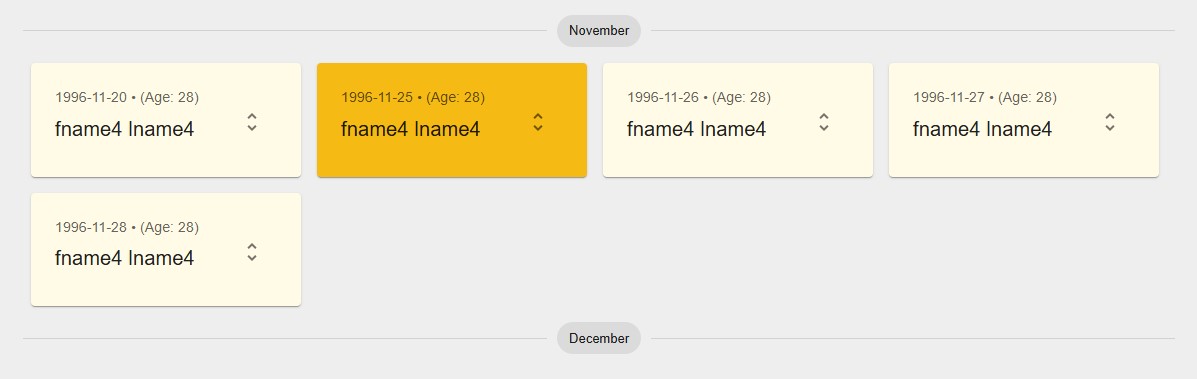 November
1996-11-20 • (Age: 28)
fname4 lname4
1996-11-25 • (Age: 28)
fname4 lname4
1996-11-26 • (Age: 28)
fname4 lname4
1996-11-27 • (Age: 28)
fname4 lname4
1996-11-28 • (Age: 28)
fname4 lname4
December